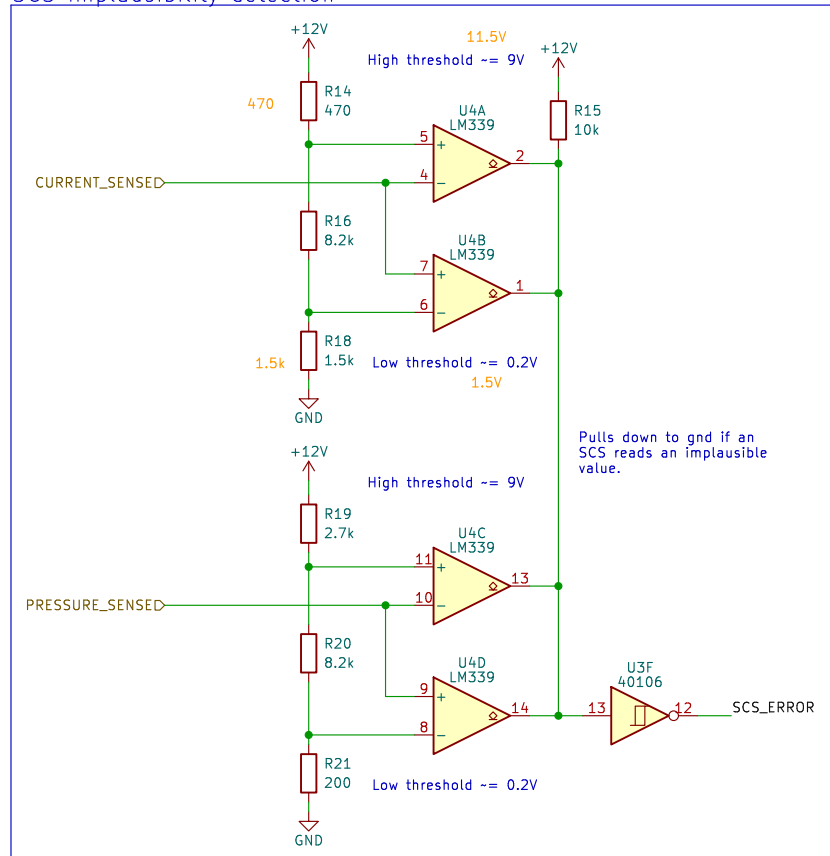 SCS implausibility detection
+12V
11.5V
High threshold ~= 9V
+12V
470
R14
470
U4A
LM339
R15
10k
5
+
2
CURRENT_SENSE
4
−
R16
8.2k
U4B
LM339
7
+
1
6
−
R18
1.5k
1.5k
Low threshold ~= 0.2V
1.5V
GND
Pulls down to gnd if an
SCS reads an implausible
value.
+12V
High threshold ~= 9V
R19
2.7k
U4C
LM339
11
+
13
PRESSURE_SENSE
10
−
R20
8.2k
U4D
LM339
U3F
40106
9
+
14
13
12
SCS_ERROR
8
−
R21
200
Low threshold ~= 0.2V
GND